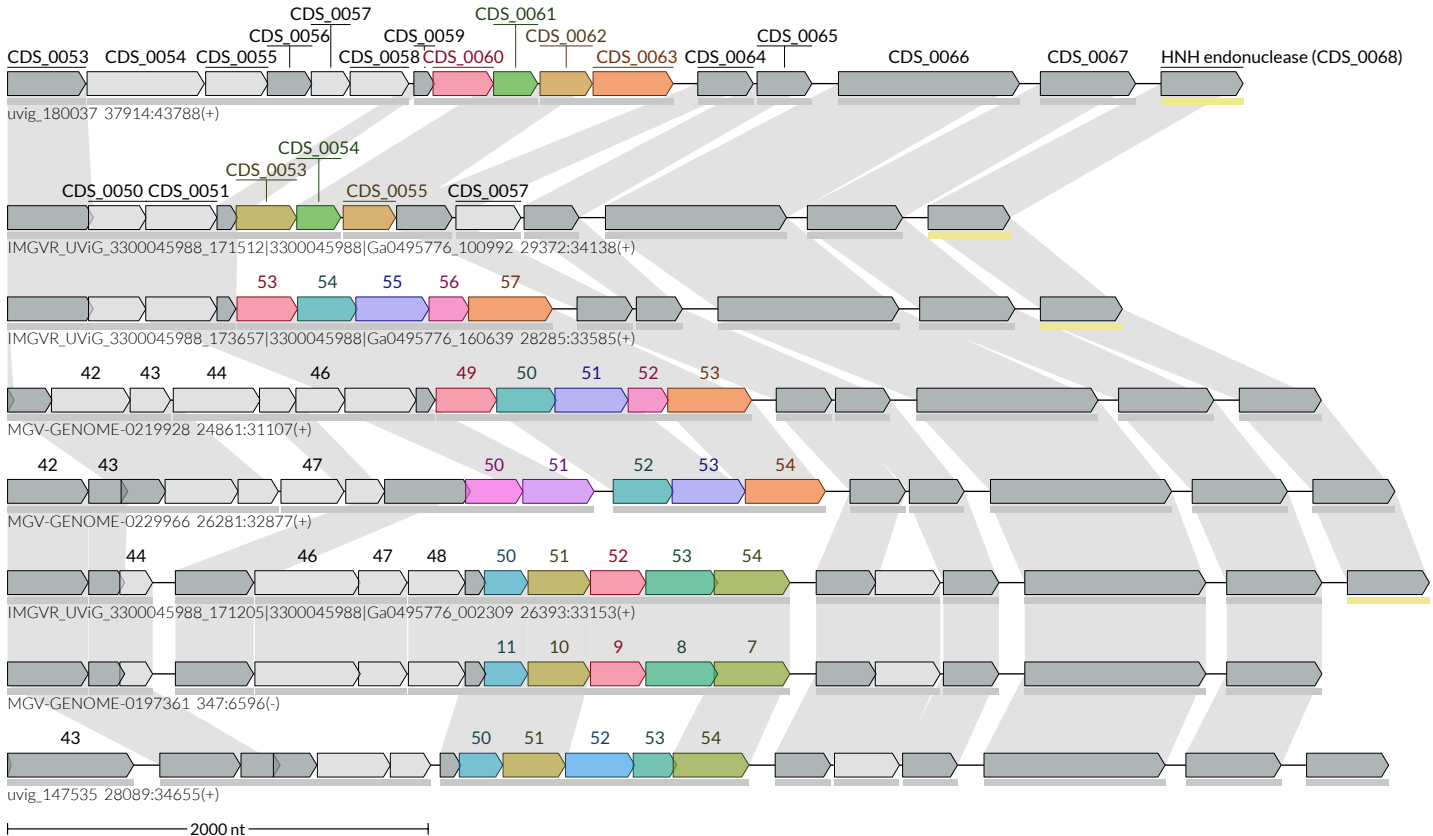 CDS_0057 CDS_0061
CDS_0056 CDS_0059 CDS_0062 CDS_0065
CDS_0053 CDS_0054 CDS_0055 CDS_0058 CDS_0060 CDS_0063 CDS_0064 CDS_0066 CDS_0067 HNH endonuclease (CDS_0068)
uvig_180037 37914:43788(+)
CDS_0054
CDS_0053
CDS_0050 CDS_0051 CDS_0055 CDS_0057
IMGVR_UViG_3300045988_171512|3300045988|Ga0495776_100992 29372:34138(+)
53 54 55 56 57
IMGVR_UViG_3300045988_173657|3300045988|Ga0495776_160639 28285:33585(+)
42 43 44 46 49 50 51 52 53
MGV-GENOME-0219928 24861:31107(+)
42 43 47 50 51 52 53 54
MGV-GENOME-0229966 26281:32877(+)
44 46 47 48 50 51 52 53 54
IMGVR_UViG_3300045988_171205|3300045988|Ga0495776_002309 26393:33153(+)
11 10 9 8 7
MGV-GENOME-0197361 347:6596(-)
43 50 51 52 53 54
uvig_147535 28089:34655(+)
2000 nt